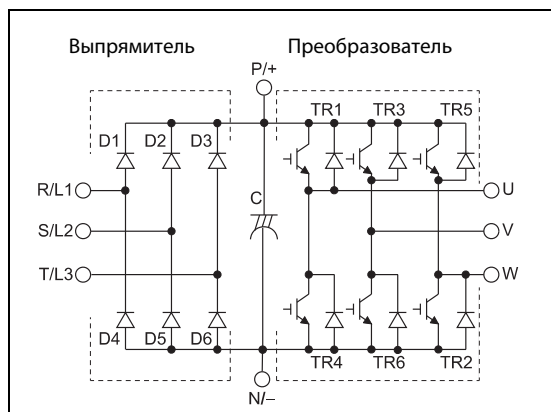 Выпрямитель Преобразователь
P/+
D1 D2 D3 TR1 TR3 TR5
R/L1 C U
S/L2 V
T/L3 W
D4 D5 D6 TR4 TR6 TR2
N/–